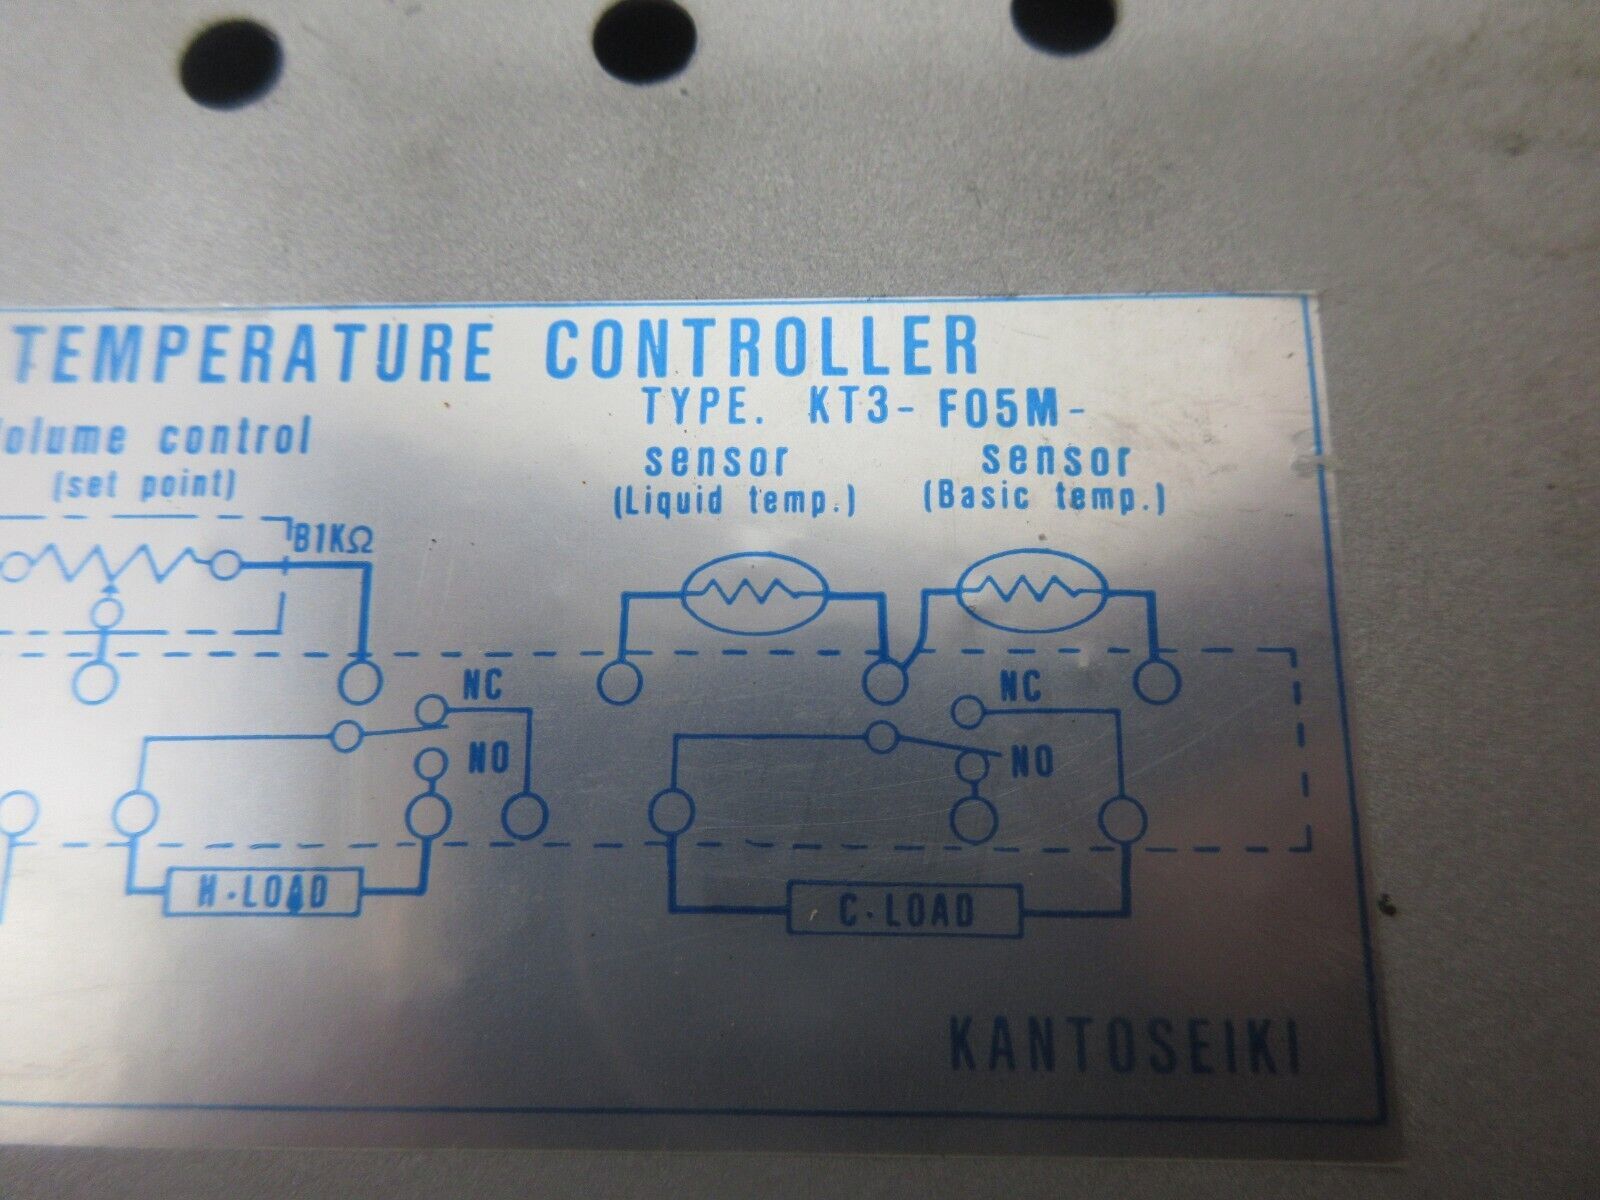 TEMPERATURE CONTROLLER
TYPE. KT3- F05M-
control
(set point)
sensor
(Liquid temp.)
sensor
(Basic temp.)
B1KΩ
NC
NO
NC
NO
H·LOAD
C·LOAD
KANTOSEIKI